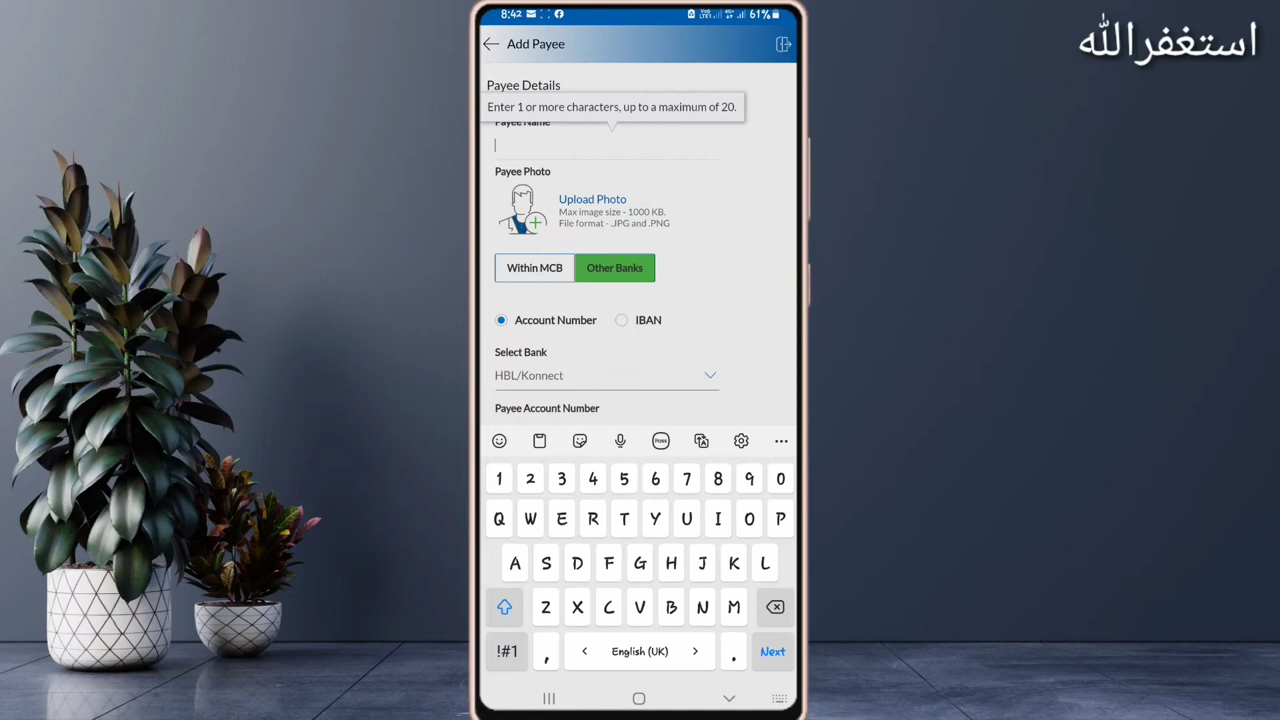 استغفرالله
8:42
61%
Add Payee
Payee Details
Enter 1 or more characters, up to a maximum of 20.
Payee Name
Payee Photo
Upload Photo
Max image size - 1000 KB.
File format - .JPG and .PNG
Within MCB Other Banks
Account Number IBAN
Select Bank
HBL/Konnect
Payee Account Number
Pass
1 2 3 4 5 6 7 8 9 0
Q W E R T Y U I O P
A S D F G H J K L
Z X C V B N M
!#1 , < English (UK) > . Next